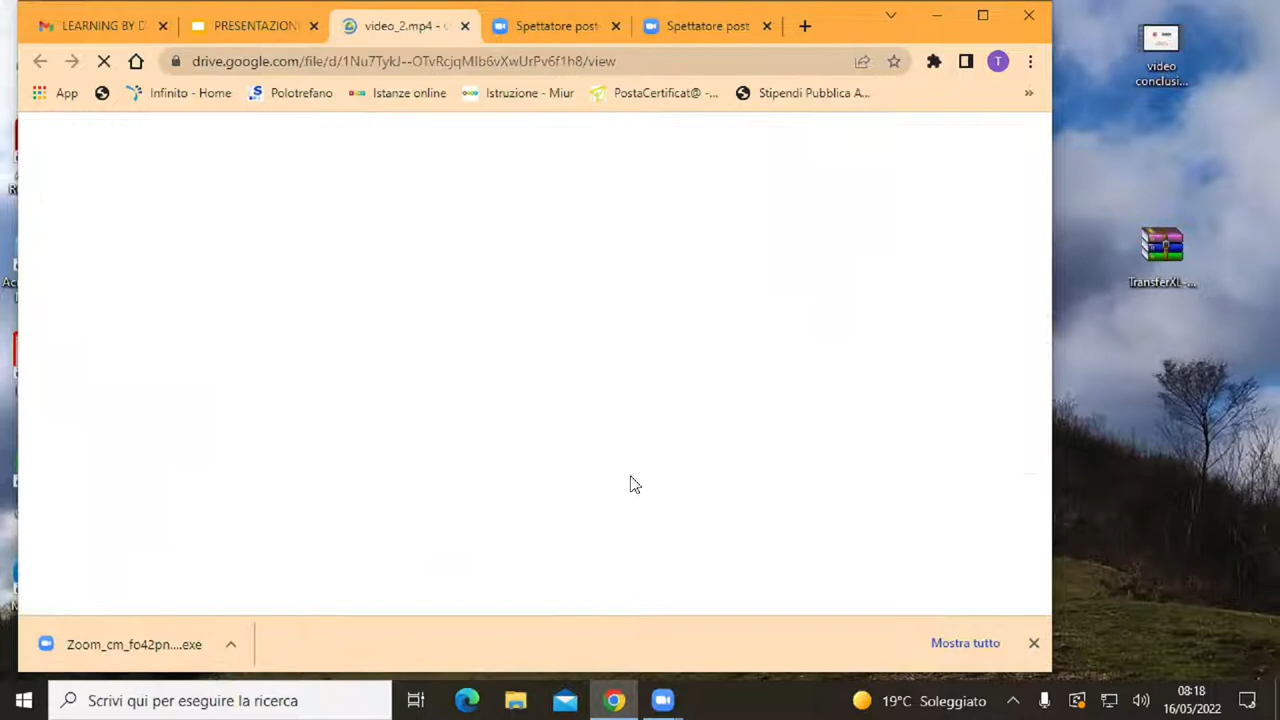 LEARNING BY D
PRESENTAZION
video_2.mp4 -
Spettatore post
Spettatore post
drive.google.com/file/d/1Nu7TykJ--OTvRcjqMIb6vXwUrPv6f1h8/view
T
App
Infinito - Home
Polotrefano
Istanze online
Istruzione - Miur
PostaCertificat@ -...
Stipendi Pubblica A...
»
video
conclusi...
TransferXL-...
Zoom_cm_fo42pn....exe
Mostra tutto
Scrivi qui per eseguire la ricerca
19°C Soleggiato
08:18
16/05/2022